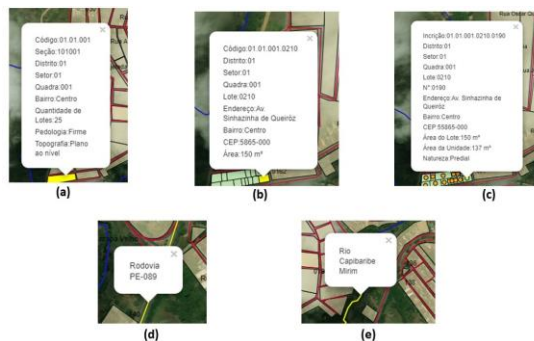 Código:01.01.001
Seção:101001
Distrito:01
Setor:01
Quadra:001
Bairro:Centro
Quantidade de
Lotes:25
Pedologia:Firme
Topografia:Plano
ao nível
(a)
Código:01.01.001.0210
Distrito:01
Setor:01
Quadra:001
Lote:0210
Endereço:Av.
Sinhazinha de Queiróz
Bairro:Centro
CEP:5865-000
Área:150 m²
(b)
Incrição:01.01.001.0210.0190
Distrito:01
Setor:01
Quadra:001
Lote:0210
N°:0190
Endereço:Av. Sinhazinha de
Queiróz
Bairro:Centro
CEP:5865-000
Área do Lote:150 m²
Área da Unidade:137 m²
Natureza:Predial
(c)
Rodovia
PE-089
(d)
Rio
Capibaribe
Mirim
(e)